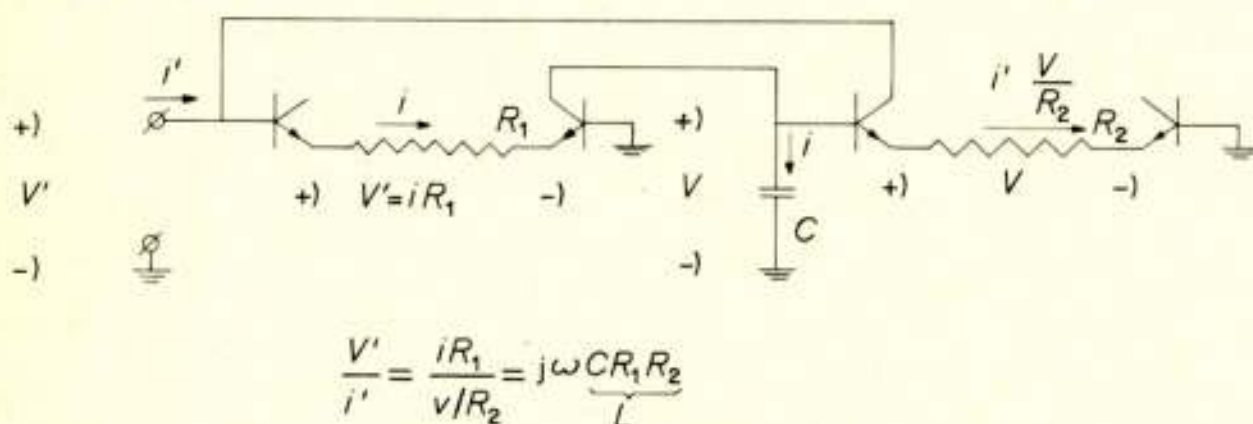 i'
+)
V'
-)
i
R₁
+)
V'=iR₁
-)
+)
V
-)
i
C
i' V/R₂
R₂
+)
V
-)
V'/i' = iR₁/v/R₂ = jωCR₁R₂
L